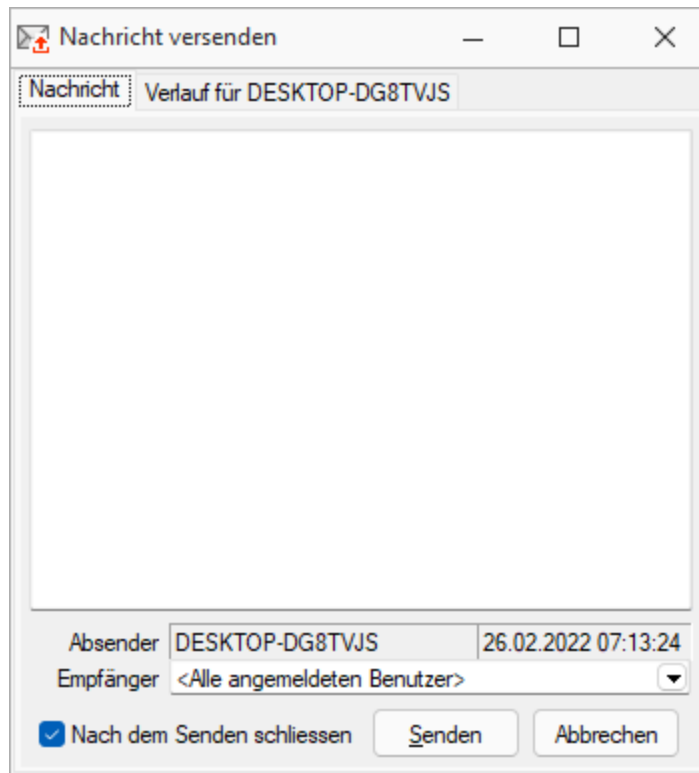 Nachricht versenden
Nachricht Verlauf für DESKTOP-DG8TVJS
Absender DESKTOP-DG8TVJS 26.02.2022 07:13:24
Empfänger <Alle angemeldeten Benutzer>
Nach dem Senden schliessen Senden Abbrechen